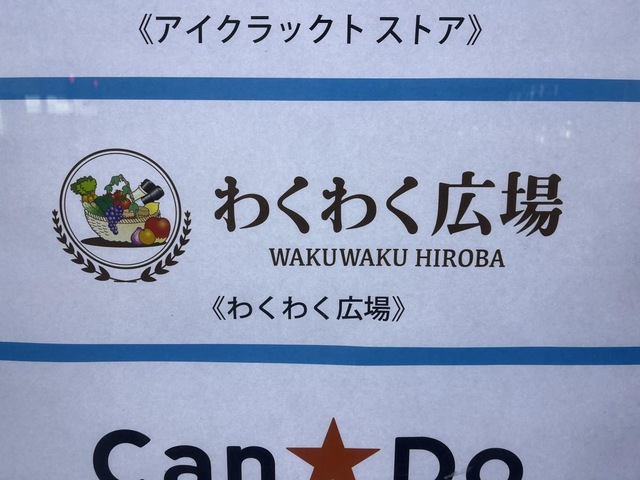 《アイクラックト ストア》
わくわく広場
WAKUWAKU HIROBA
《わくわく広場》
Can★Do